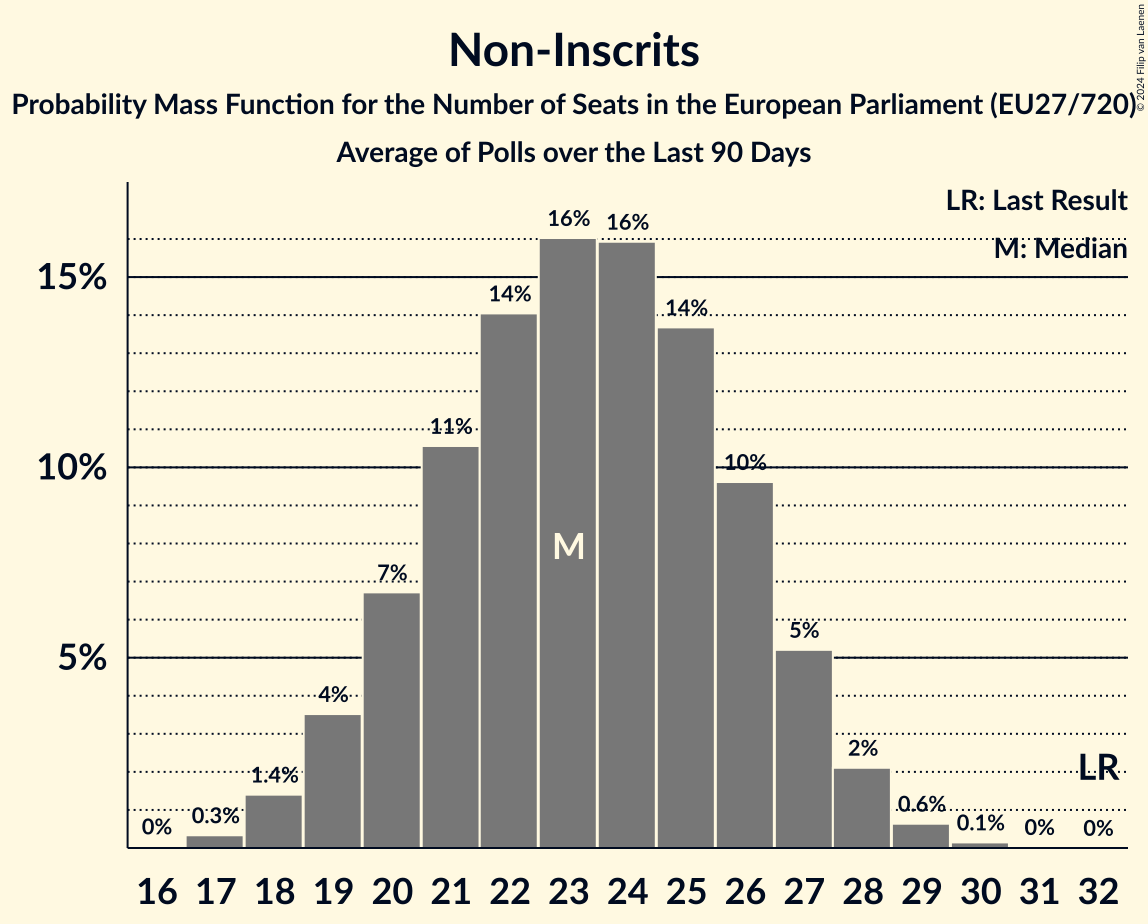 Non-Inscrits
Probability Mass Function for the Number of Seats in the European Parliament (EU27/720)
Average of Polls over the Last 90 Days
© 2024 Filip van Laenen
LR: Last Result
M: Median
16% 16%
15%
14% 14%
11%
10% 10%
M
7%
5%
5%
4%
2%
LR
1.4%
0.3% 0.6%
0% 0.1% 0% 0%
16 17 18 19 20 21 22 23 24 25 26 27 28 29 30 31 32